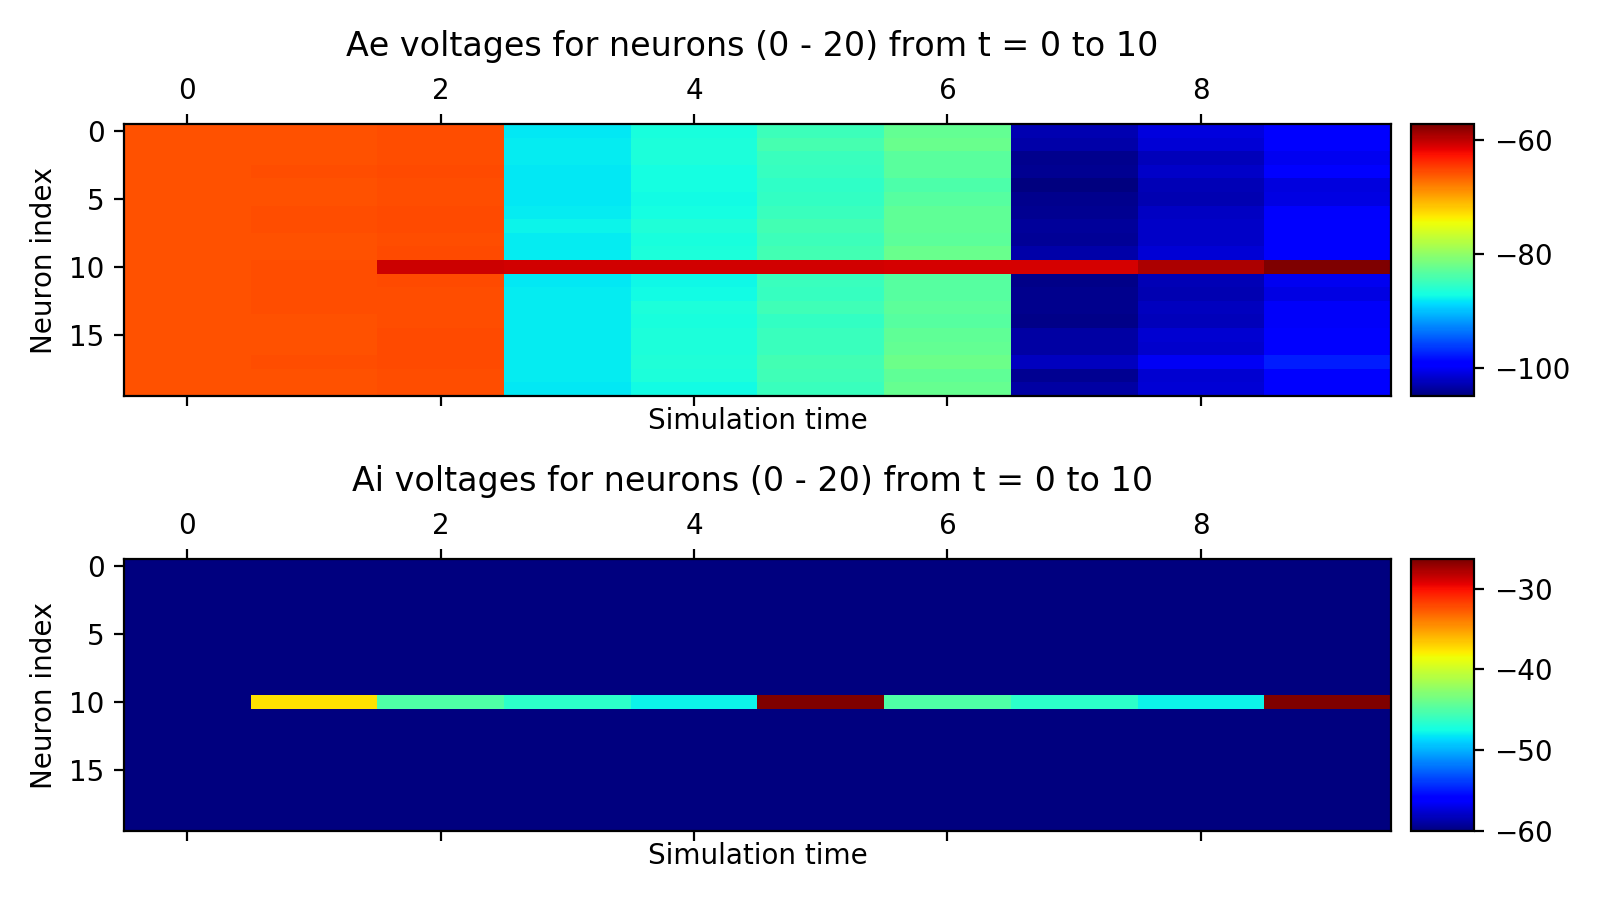 Ae voltages for neurons (0 - 20) from t = 0 to 10
0 2 4 6 8
Neuron index
0
5
10
15
−60
−80
−100
Simulation time
Ai voltages for neurons (0 - 20) from t = 0 to 10
0 2 4 6 8
Neuron index
0
5
10
15
−30
−40
−50
−60
Simulation time